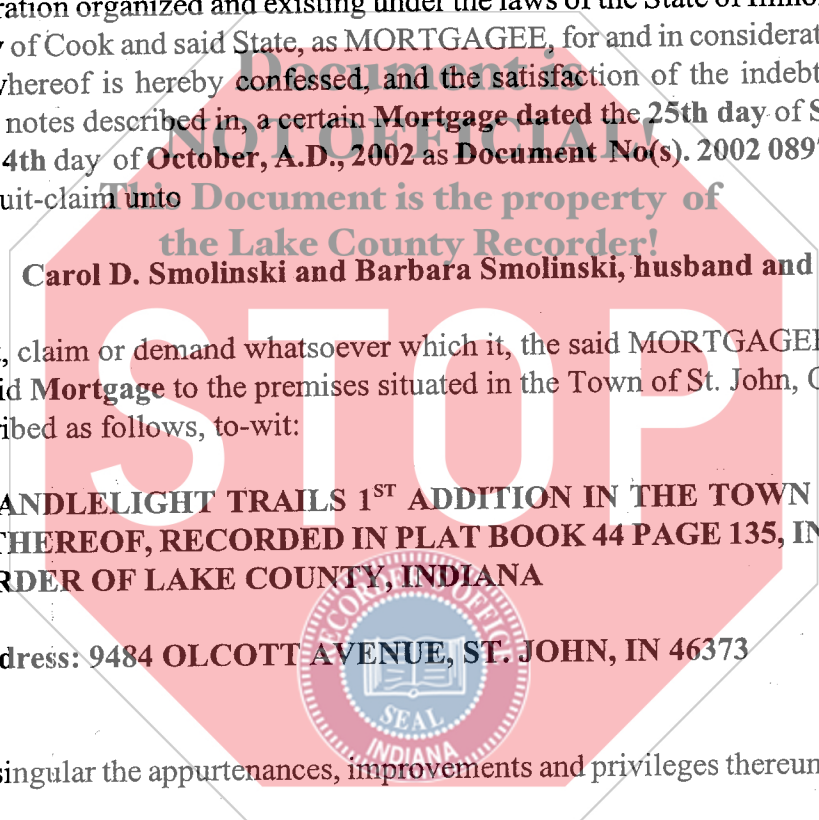 ration organized and existing under the laws of the State of Illinoi
of Cook and said State, as MORTGAGEE, for and in considerat
Document is
whereof is hereby confessed, and the satisfaction of the indebt
notes described in, a certain Mortgage dated the 25th day of S
NOT OFFICIAL!
4th day of October, A.D., 2002 as Document No(s). 2002 089
uit-claim unto
This Document is the property of
the Lake County Recorder!
Carol D. Smolinski and Barbara Smolinski, husband and
STOP
, claim or demand whatsoever which it, the said MORTGAGEE
id Mortgage to the premises situated in the Town of St. John, C
ibed as follows, to-wit:
ANDLELIGHT TRAILS 1ST ADDITION IN THE TOWN
THEREOF, RECORDED IN PLAT BOOK 44 PAGE 135, IN
RDER OF LAKE COUNTY, INDIANA
RECORDER'S OFFICE
dress: 9484 OLCOTT AVENUE, ST. JOHN, IN 46373
SEAL
INDIANA
singular the appurtenances, improvements and privileges thereun